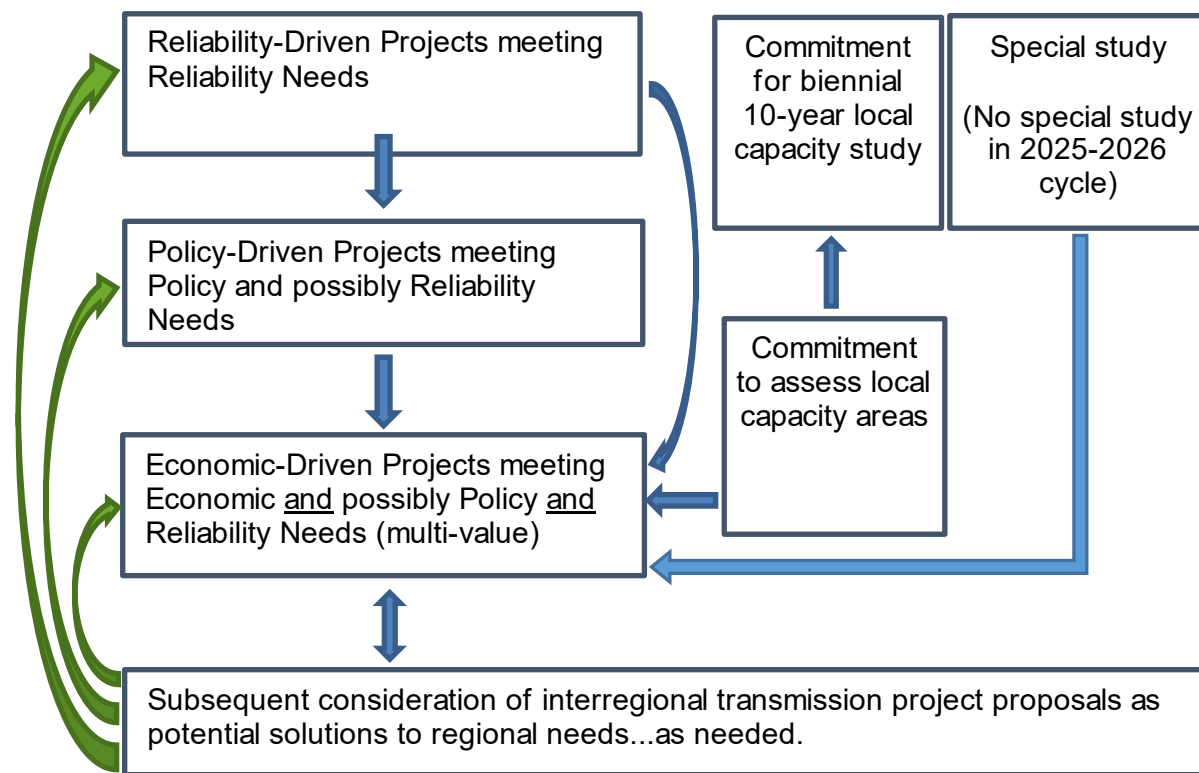 Reliability-Driven Projects meeting
Reliability Needs
Commitment
for biennial
10-year local
capacity study
Special study
(No special study
in 2025-2026
cycle)
Policy-Driven Projects meeting
Policy and possibly Reliability
Needs
Commitment
to assess local
capacity areas
Economic-Driven Projects meeting
Economic and possibly Policy and
Reliability Needs (multi-value)
Subsequent consideration of interregional transmission project proposals as
potential solutions to regional needs...as needed.